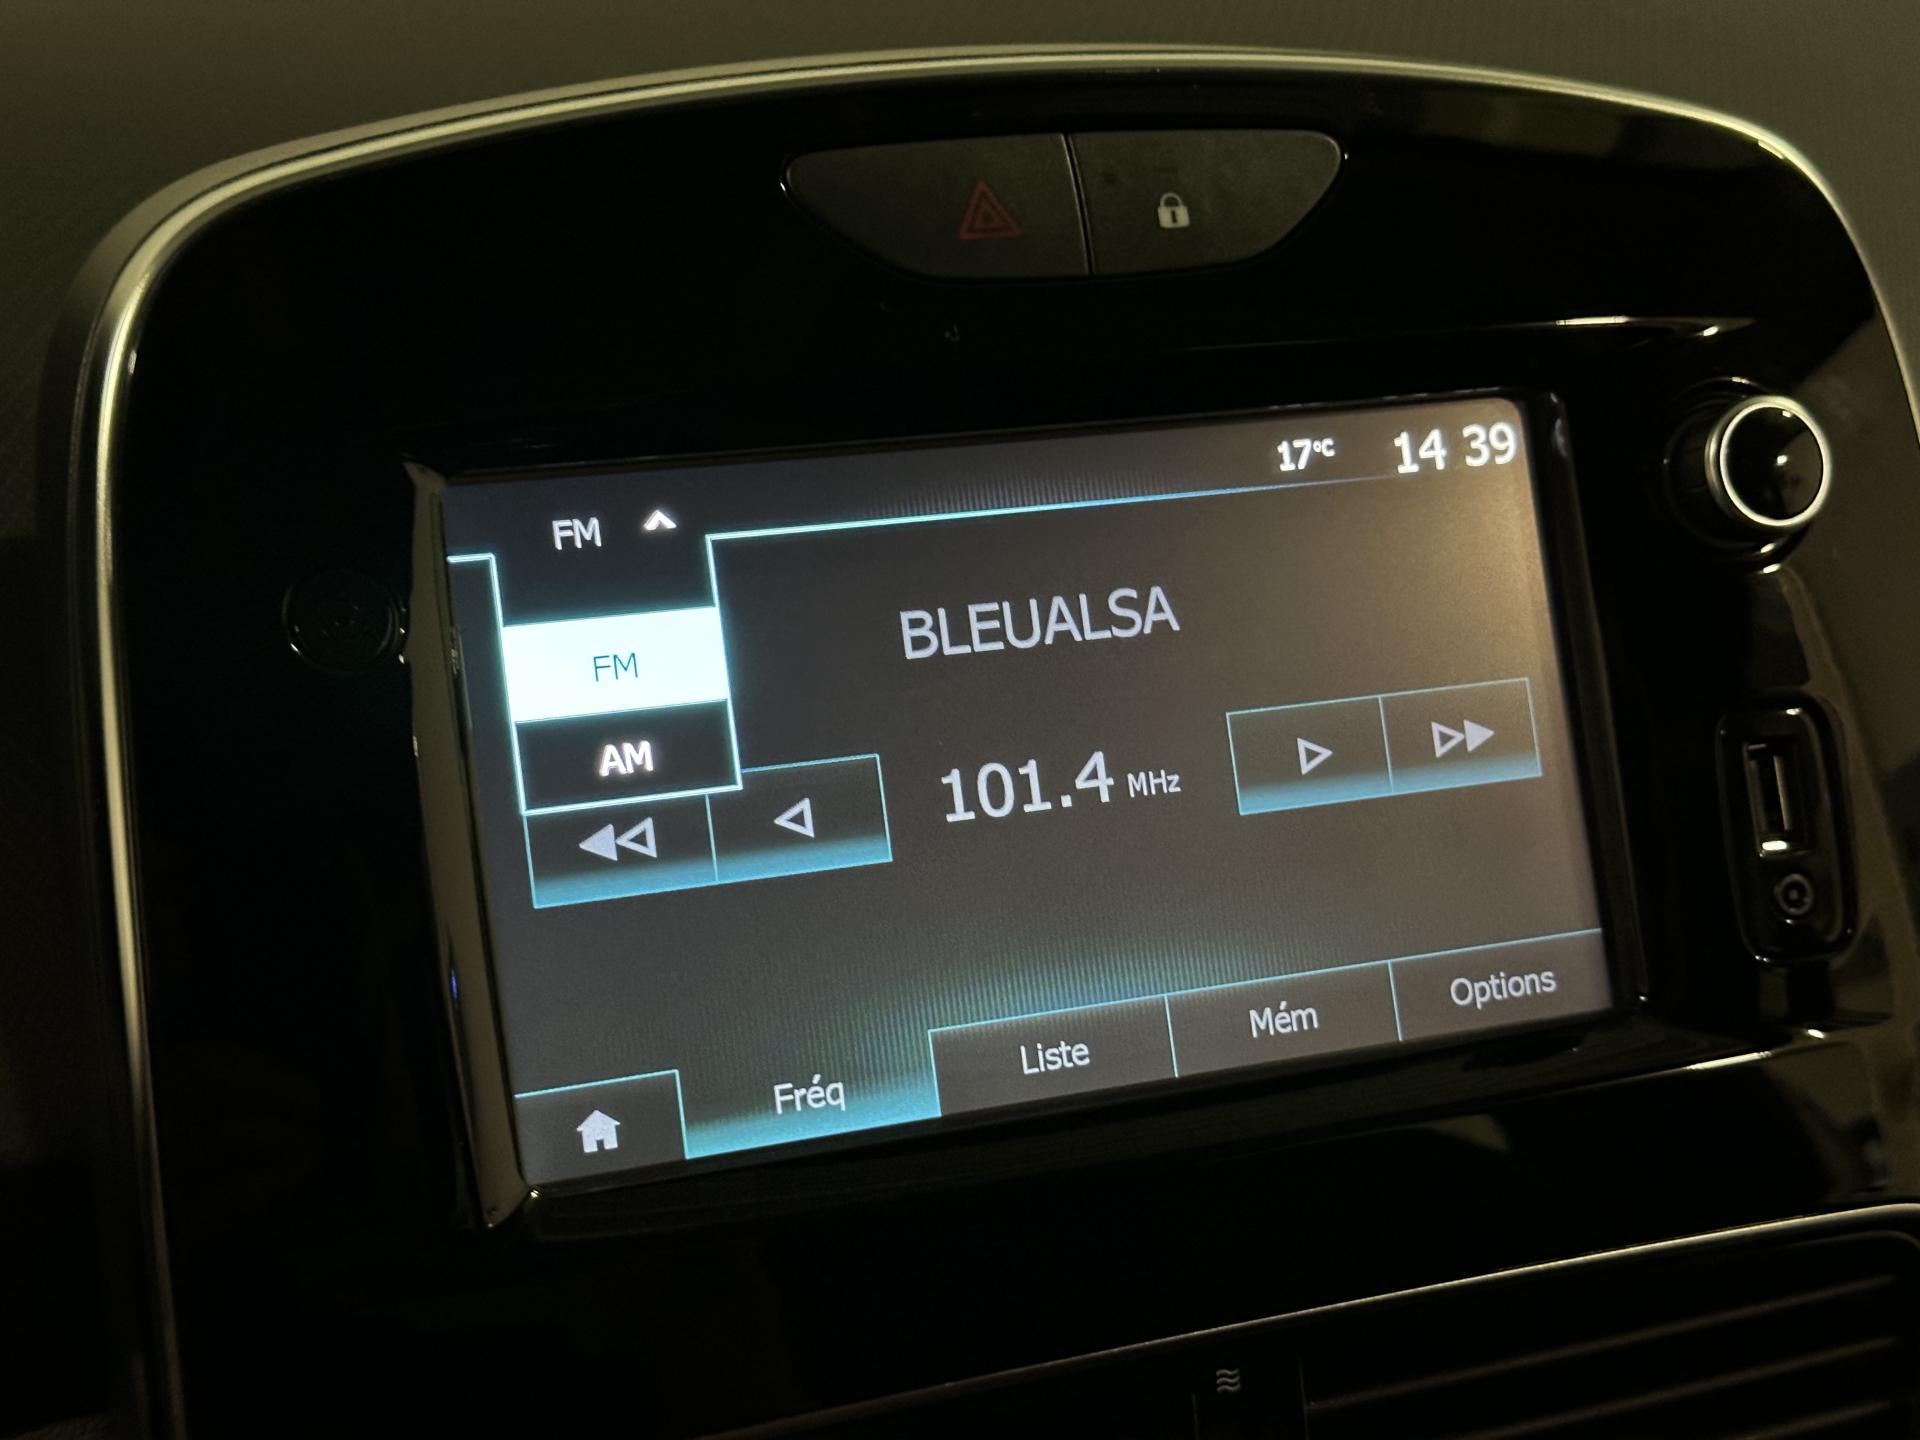 17°C 14 39
FM
FM
AM
BLEUALSA
101.4 MHz
Fréq
Liste
Mém
Options